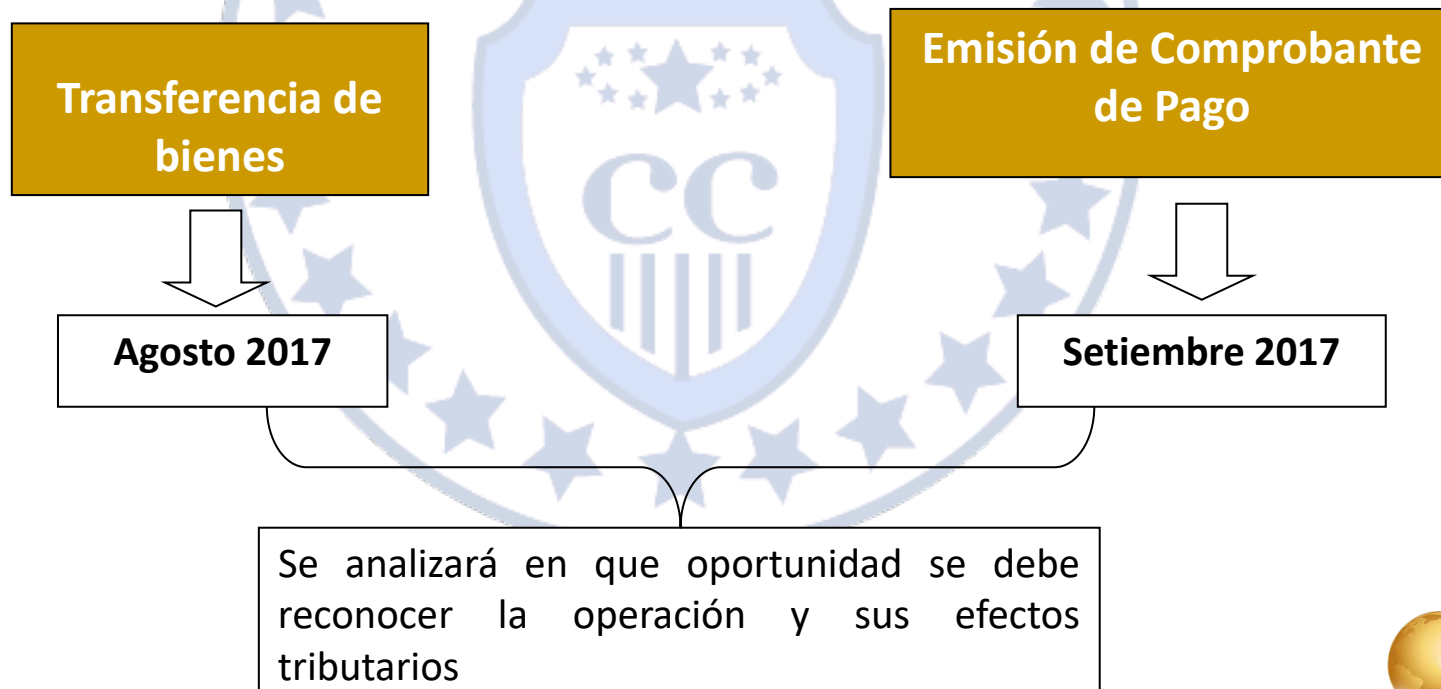 Transferencia de
bienes
Emisión de Comprobante
de Pago
CC
Agosto 2017
Setiembre 2017
Se analizará en que oportunidad se debe
reconocer la operación y sus efectos
tributarios